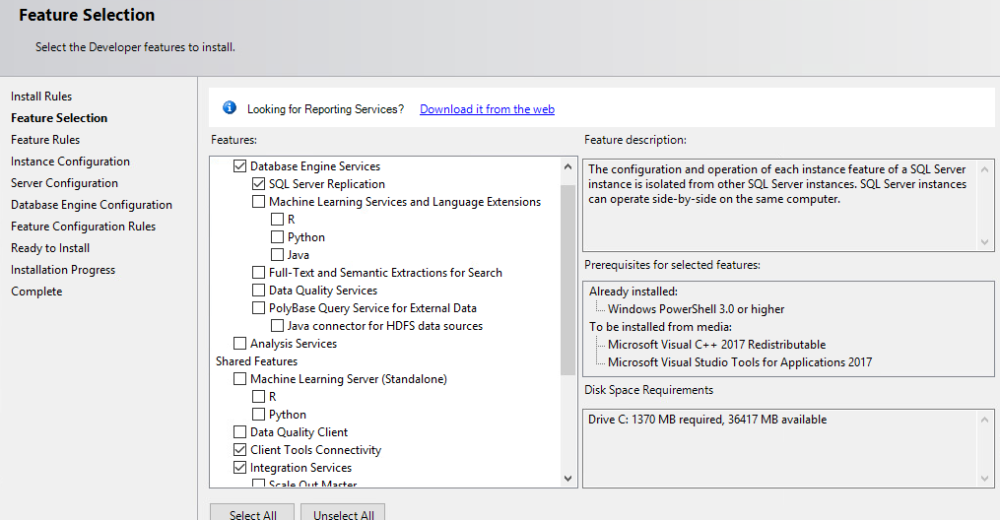 Feature Selection
Select the Developer features to install.
Install Rules
Feature Selection
Feature Rules
Instance Configuration
Server Configuration
Database Engine Configuration
Feature Configuration Rules
Ready to Install
Installation Progress
Complete
Looking for Reporting Services? Download it from the web
Features:
Database Engine Services
SQL Server Replication
Machine Learning Services and Language Extensions
R
Python
Java
Full-Text and Semantic Extractions for Search
Data Quality Services
PolyBase Query Service for External Data
Java connector for HDFS data sources
Analysis Services
Shared Features
Machine Learning Server (Standalone)
R
Python
Data Quality Client
Client Tools Connectivity
Integration Services
Scale Out Master
Select All
Unselect All
Feature description:
The configuration and operation of each instance feature of a SQL Server
instance is isolated from other SQL Server instances. SQL Server instances
can operate side-by-side on the same computer.
Prerequisites for selected features:
Already installed:
Windows PowerShell 3.0 or higher
To be installed from media:
Microsoft Visual C++ 2017 Redistributable
Microsoft Visual Studio Tools for Applications 2017
Disk Space Requirements
Drive C: 1370 MB required, 36417 MB available